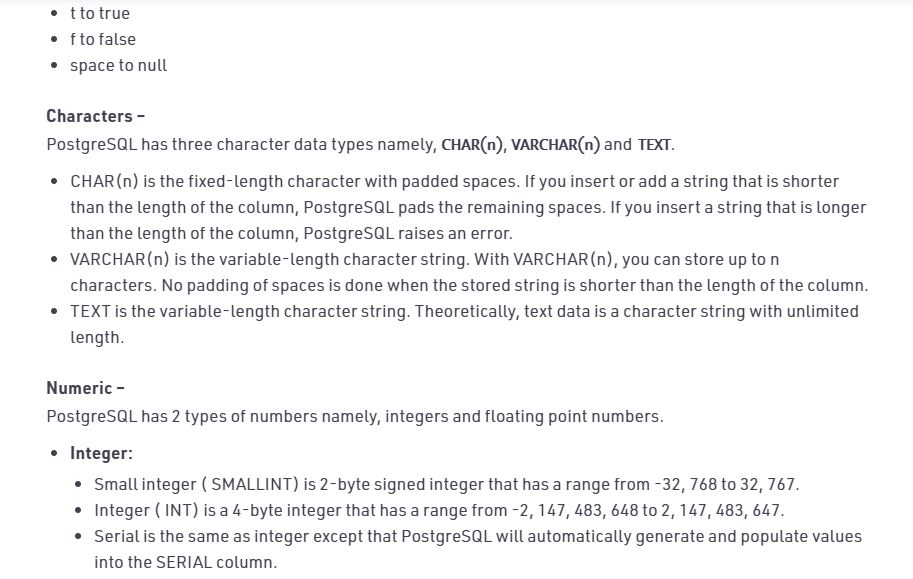 • t to true
• f to false
• space to null
Characters –
PostgreSQL has three character data types namely, CHAR(n), VARCHAR(n) and TEXT.
• CHAR(n) is the fixed-length character with padded spaces. If you insert or add a string that is shorter
than the length of the column, PostgreSQL pads the remaining spaces. If you insert a string that is longer
than the length of the column, PostgreSQL raises an error.
• VARCHAR(n) is the variable-length character string. With VARCHAR(n), you can store up to n
characters. No padding of spaces is done when the stored string is shorter than the length of the column.
• TEXT is the variable-length character string. Theoretically, text data is a character string with unlimited
length.
Numeric –
PostgreSQL has 2 types of numbers namely, integers and floating point numbers.
• Integer:
• Small integer ( SMALLINT) is 2-byte signed integer that has a range from -32, 768 to 32, 767.
• Integer ( INT) is a 4-byte integer that has a range from -2, 147, 483, 648 to 2, 147, 483, 647.
• Serial is the same as integer except that PostgreSQL will automatically generate and populate values
into the SERIAL column.